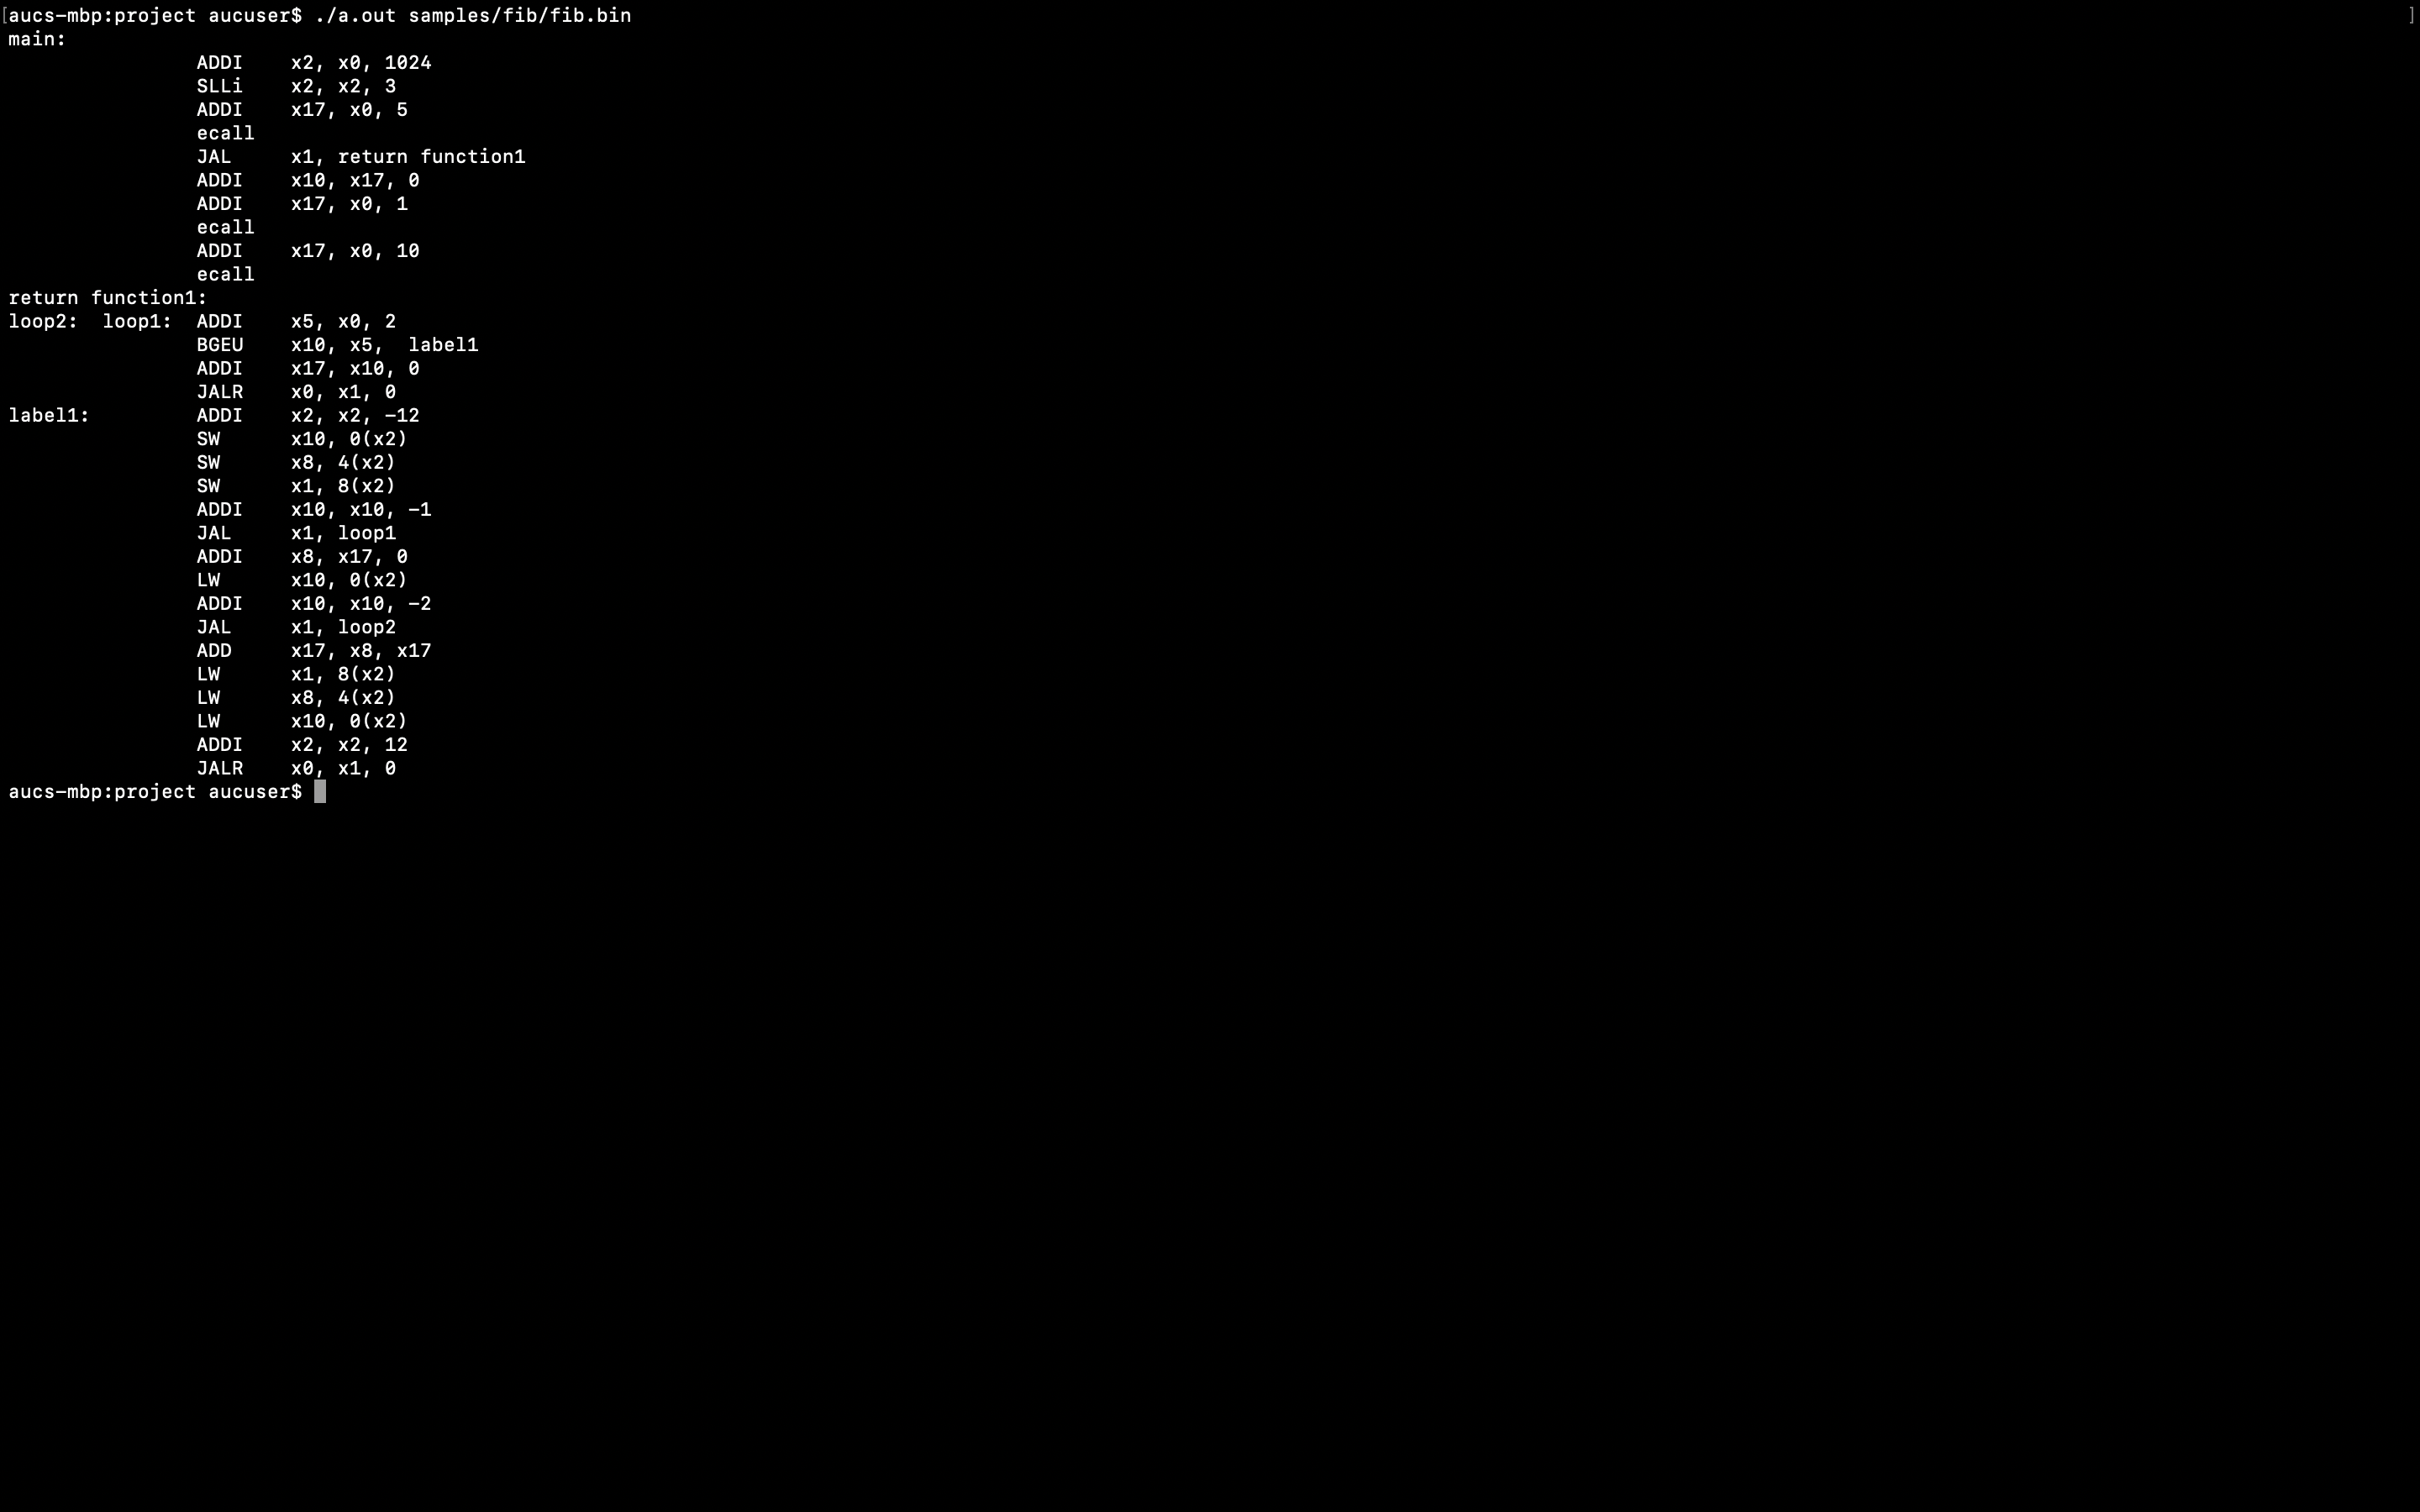 [aucs-mbp:project aucuser$ ./a.out samples/fib/fib.bin ]
main:
ADDI x2, x0, 1024
SLLi x2, x2, 3
ADDI x17, x0, 5
ecall
JAL x1, return function1
ADDI x10, x17, 0
ADDI x17, x0, 1
ecall
ADDI x17, x0, 10
ecall
return function1:
loop2: loop1: ADDI x5, x0, 2
BGEU x10, x5, label1
ADDI x17, x10, 0
JALR x0, x1, 0
label1: ADDI x2, x2, -12
SW x10, 0(x2)
SW x8, 4(x2)
SW x1, 8(x2)
ADDI x10, x10, -1
JAL x1, loop1
ADDI x8, x17, 0
LW x10, 0(x2)
ADDI x10, x10, -2
JAL x1, loop2
ADD x17, x8, x17
LW x1, 8(x2)
LW x8, 4(x2)
LW x10, 0(x2)
ADDI x2, x2, 12
JALR x0, x1, 0
aucs-mbp:project aucuser$